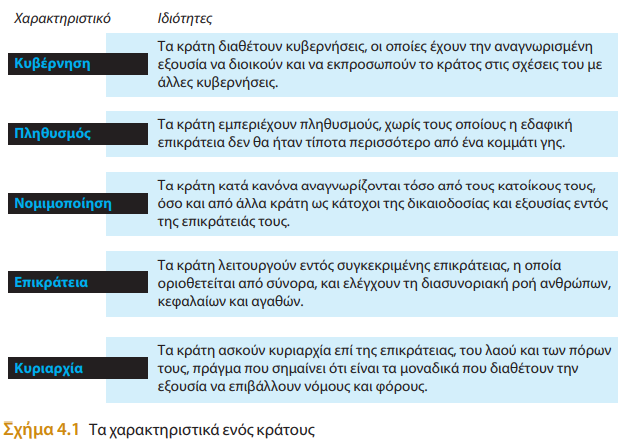 Χαρακτηριστικό Ιδιότητες
Κυβέρνηση
Τα κράτη διαθέτουν κυβερνήσεις, οι οποίες έχουν την αναγνωρισμένη
εξουσία να διοικούν και να εκπροσωπούν το κράτος στις σχέσεις του με
άλλες κυβερνήσεις.
Πληθυσμός
Τα κράτη εμπεριέχουν πληθυσμούς, χωρίς τους οποίους η εδαφική
επικράτεια δεν θα ήταν τίποτα περισσότερο από ένα κομμάτι γης.
Νομιμοποίηση
Τα κράτη κατά κανόνα αναγνωρίζονται τόσο από τους κατοίκους τους,
όσο και από άλλα κράτη ως κάτοχοι της δικαιοδοσίας και εξουσίας εντός
της επικράτειάς τους.
Επικράτεια
Τα κράτη λειτουργούν εντός συγκεκριμένης επικράτειας, η οποία
οριοθετείται από σύνορα, και ελέγχουν τη διασυνοριακή ροή ανθρώπων,
κεφαλαίων και αγαθών.
Κυριαρχία
Τα κράτη ασκούν κυριαρχία επί της επικράτειας, του λαού και των πόρων
τους, πράγμα που σημαίνει ότι είναι τα μοναδικά που διαθέτουν την
εξουσία να επιβάλλουν νόμους και φόρους.
Σχήμα 4.1 Τα χαρακτηριστικά ενός κράτους